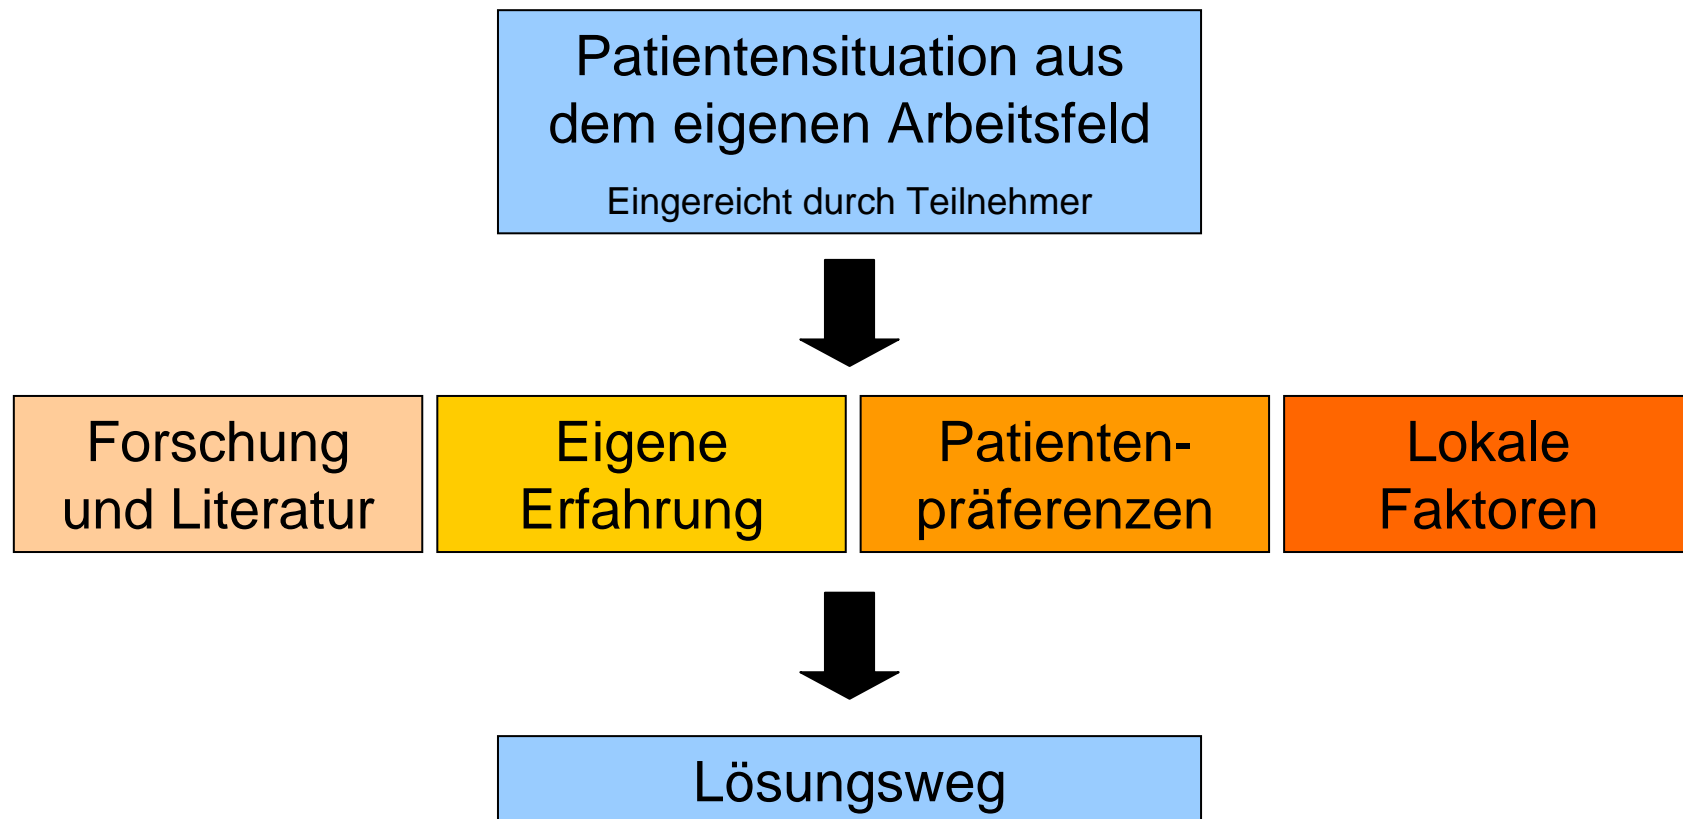 Patientensituation aus
dem eigenen Arbeitsfeld
Eingereicht durch Teilnehmer
Forschung
und Literatur
Eigene
Erfahrung
Patienten-
präferenzen
Lokale
Faktoren
Lösungsweg